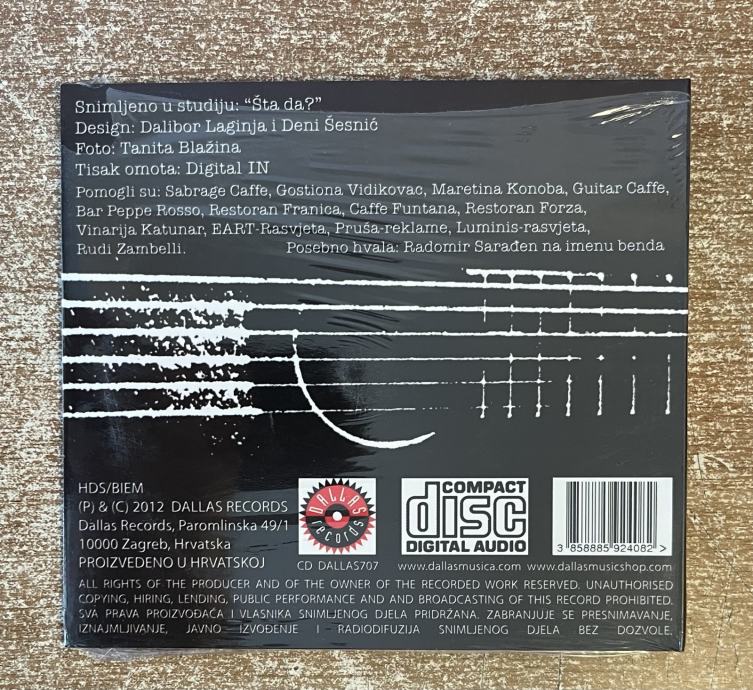 Snimljeno u studiju: “Šta da?”
Design: Dalibor Laginja i Deni Šesnić
Foto: Tanita Blažina
Tisak omota: Digital IN
Pomogli su: Sabrage Caffe, Gostiona Vidikovac, Maretina Konoba, Guitar Caffe,
Bar Peppe Rosso, Restoran Franica, Caffe Funtana, Restoran Forza,
Vinarija Katunar, EART-Rasvjeta, Pruša-reklame, Luminis-rasvjeta,
Rudi Zambelli. Posebno hvala: Radomir Sarađen na imenu benda
HDS/BIEM
(P) & (C) 2012 DALLAS RECORDS
Dallas Records, Paromlinska 49/1
10000 Zagreb, Hrvatska
PROIZVEDENO U HRVATSKOJ
DALLAS
records
CD DALLAS707
COMPACT
disc
DIGITAL AUDIO
www.dallasmusica.com
3 858885 924082 >
www.dallasmusicshop.com
ALL RIGHTS OF THE PRODUCER AND OF THE OWNER OF THE RECORDED WORK RESERVED. UNAUTHORISED
COPYING, HIRING, LENDING, PUBLIC PERFORMANCE AND AND BROADCASTING OF THIS RECORD PROHIBITED.
SVA PRAVA PROIZVOĐAČA I VLASNIKA SNIMLJENOG DJELA PRIDRŽANA. ZABRANJUJE SE PRESNIMAVANJE,
IZNAJMLJIVANJE, JAVNO IZVOĐENJE I RADIODIFUZIJA SNIMLJENOG DJELA BEZ DOZVOLE.